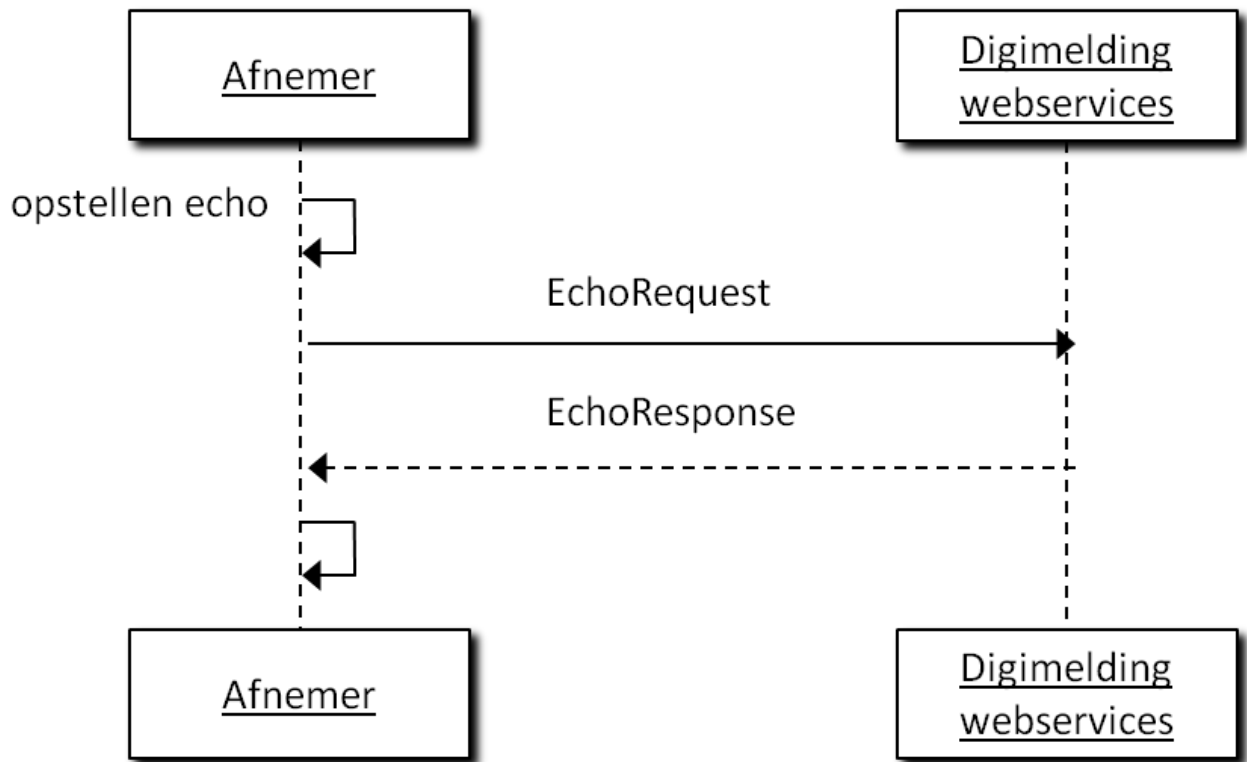 Afnemer
Digimelding
webservices
opstellen echo
EchoRequest
EchoResponse
Afnemer
Digimelding
webservices